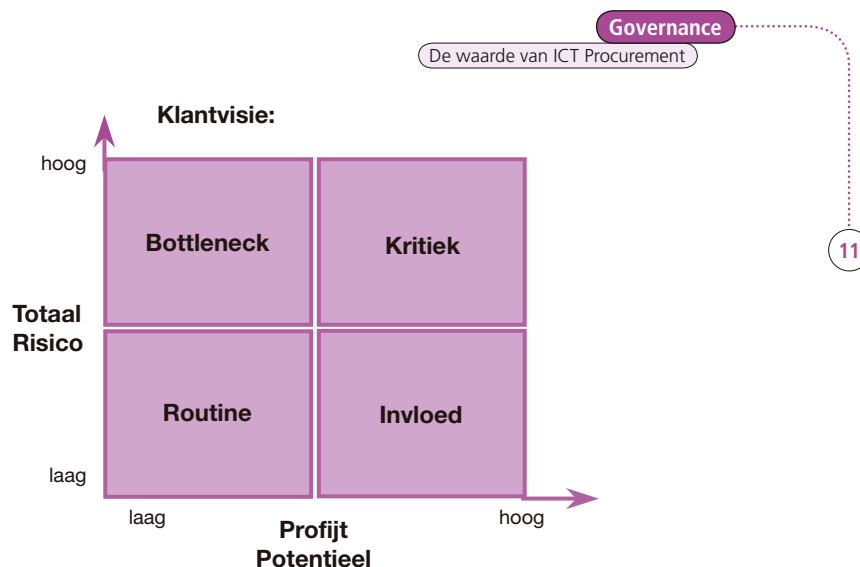 Governance
De waarde van ICT Procurement
Klantvisie:
hoog
Bottleneck
Kritiek
11
Totaal
Risico
Routine
Invloed
laag
laag
hoog
Profijt
Potentieel